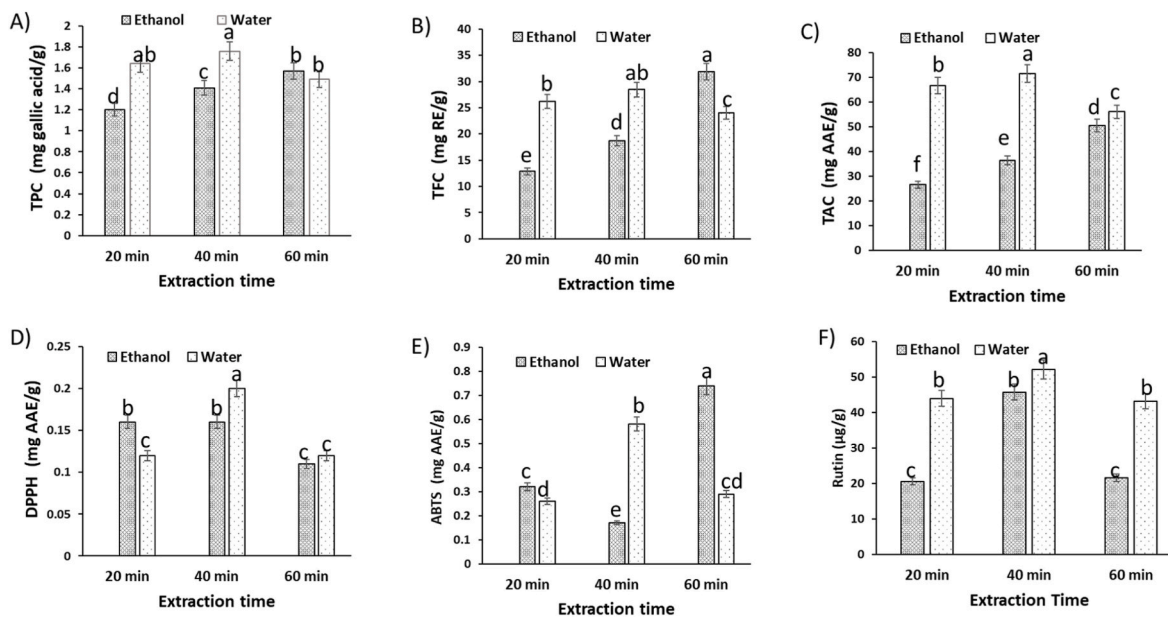 A)
Ethanol Water
TPC (mg gallic acid/g)
2
1.8
1.6
1.4
1.2
1
0.8
0.6
0.4
0.2
0
d ab c a b b
20 min 40 min 60 min
Extraction time
B)
Ethanol Water
TFC (mg RE/g)
40
35
30
25
20
15
10
5
0
e b d ab a c
20 min 40 min 60 min
Extraction time
C)
Ethanol Water
TAC (mg AAE/g)
80
70
60
50
40
30
20
10
0
f b e a d c
20 min 40 min 60 min
Extraction time
D)
Ethanol Water
DPPH (mg AAE/g)
0.25
0.2
0.15
0.1
0.05
0
b c b a c c
20 min 40 min 60 min
Extraction time
E)
Ethanol Water
ABTS (mg AAE/g)
0.9
0.8
0.7
0.6
0.5
0.4
0.3
0.2
0.1
0
c d e b a cd
20 min 40 min 60 min
Extraction time
F)
Ethanol Water
Rutin (µg/g)
60
50
40
30
20
10
0
c b b a c b
20 min 40 min 60 min
Extraction Time